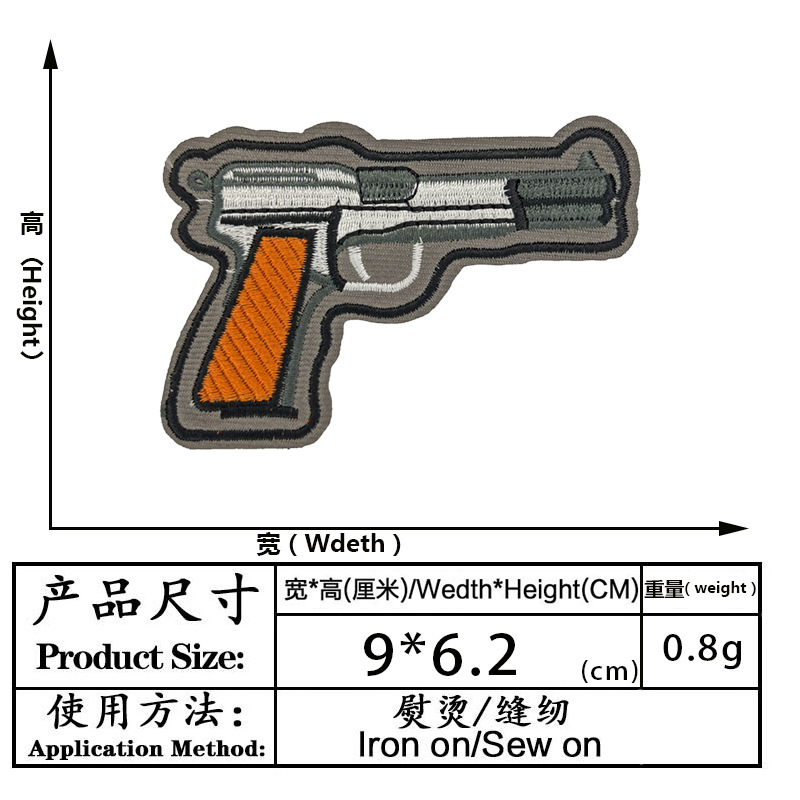 高（Height）
宽（Wdeth）
产品尺寸
Product Size:
宽*高(厘米)/Wedth*Height(CM)
重量( weight )
9*6.2 (cm)
0.8g
使用方法：
Application Method:
熨烫/缝纫
Iron on/Sew on